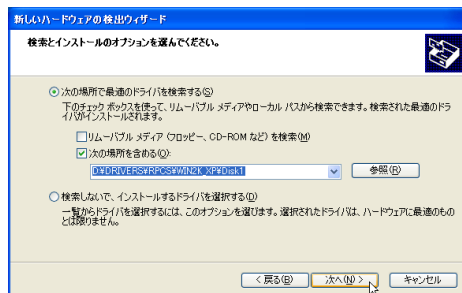 新しいハードウェアの検出ウィザード
検索とインストールのオプションを選んでください。
次の場所で最適のドライバを検索する(S)
下のチェック ボックスを使って、リムーバブル メディアやローカル パスから検索できます。検索された最適のドラ
イバがインストールされます。
リムーバブル メディア (フロッピー、CD-ROM など) を検索(M)
次の場所を含める(O):
D¥DRIVERS¥RPCS¥WIN2K_XP¥Disk1
参照(R)
検索しないで、インストールするドライバを選択する(D)
一覧からドライバを選択するには、このオプションを選びます。選択されたドライバは、ハードウェアに最適のもの
とは限りません。
< 戻る(B)
次へ(N) >
キャンセル